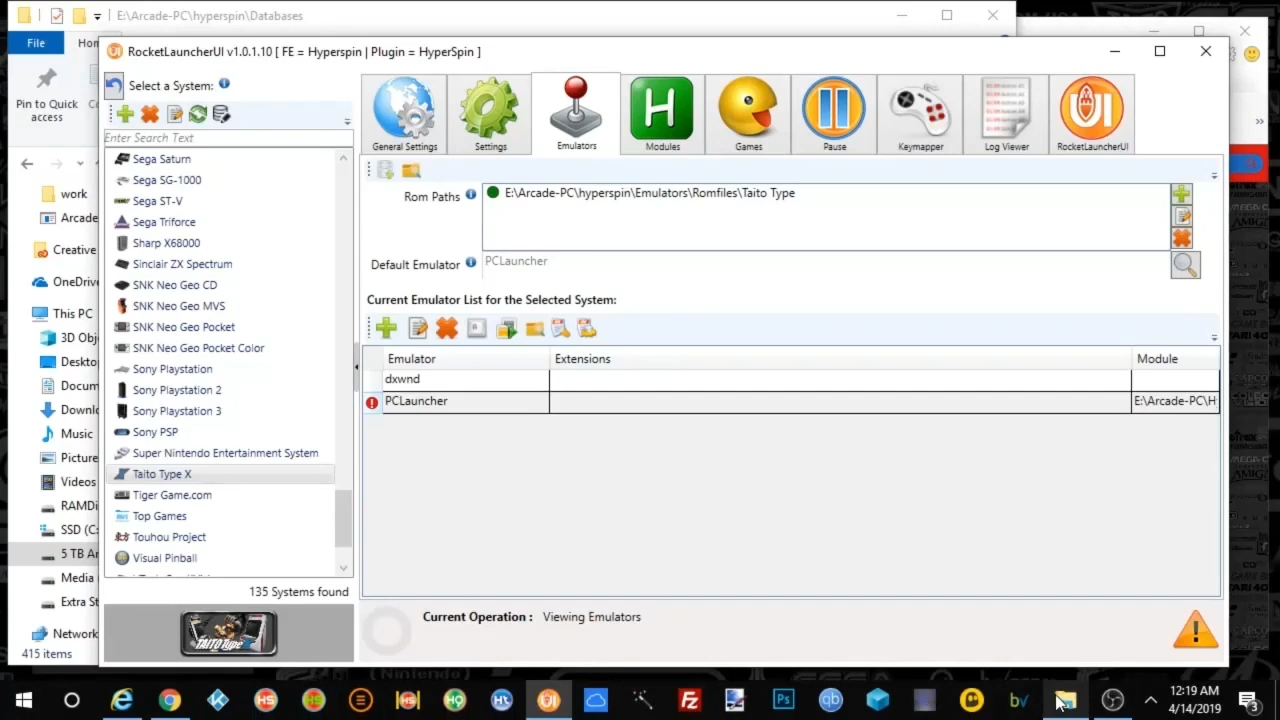 E:\Arcade-PC\hyperspin\Databases
File
Hom
Pin to Quick
access
work
Arcade
Creative
OneDrive
This PC
3D Obj
Deskto
Docum
Downlo
Music
Picture
Videos
RAMDi
SSD (C:
5 TB Ar
Media
Extra St
Network
415 items
RocketLauncherUI v1.0.1.10 [ FE = Hyperspin | Plugin = HyperSpin ]
Select a System:
Enter Search Text
Sega Saturn
Sega SG-1000
Sega ST-V
Sega Triforce
Sharp X68000
Sinclair ZX Spectrum
SNK Neo Geo CD
SNK Neo Geo MVS
SNK Neo Geo Pocket
SNK Neo Geo Pocket Color
Sony Playstation
Sony Playstation 2
Sony Playstation 3
Sony PSP
Super Nintendo Entertainment System
Taito Type X
Tiger Game.com
Top Games
Touhou Project
Visual Pinball
135 Systems found
TAITO Type X
General Settings
Settings
Emulators
Modules
Games
Pause
Keymapper
Log Viewer
RocketLauncherUI
Rom Paths
E:\Arcade-PC\hyperspin\Emulators\Romfiles\Taito Type
Default Emulator
PCLauncher
Current Emulator List for the Selected System:
Emulator Extensions Module
dxwnd
PCLauncher E:\Arcade-PC\H
Current Operation : Viewing Emulators
12:19 AM
4/14/2019
3